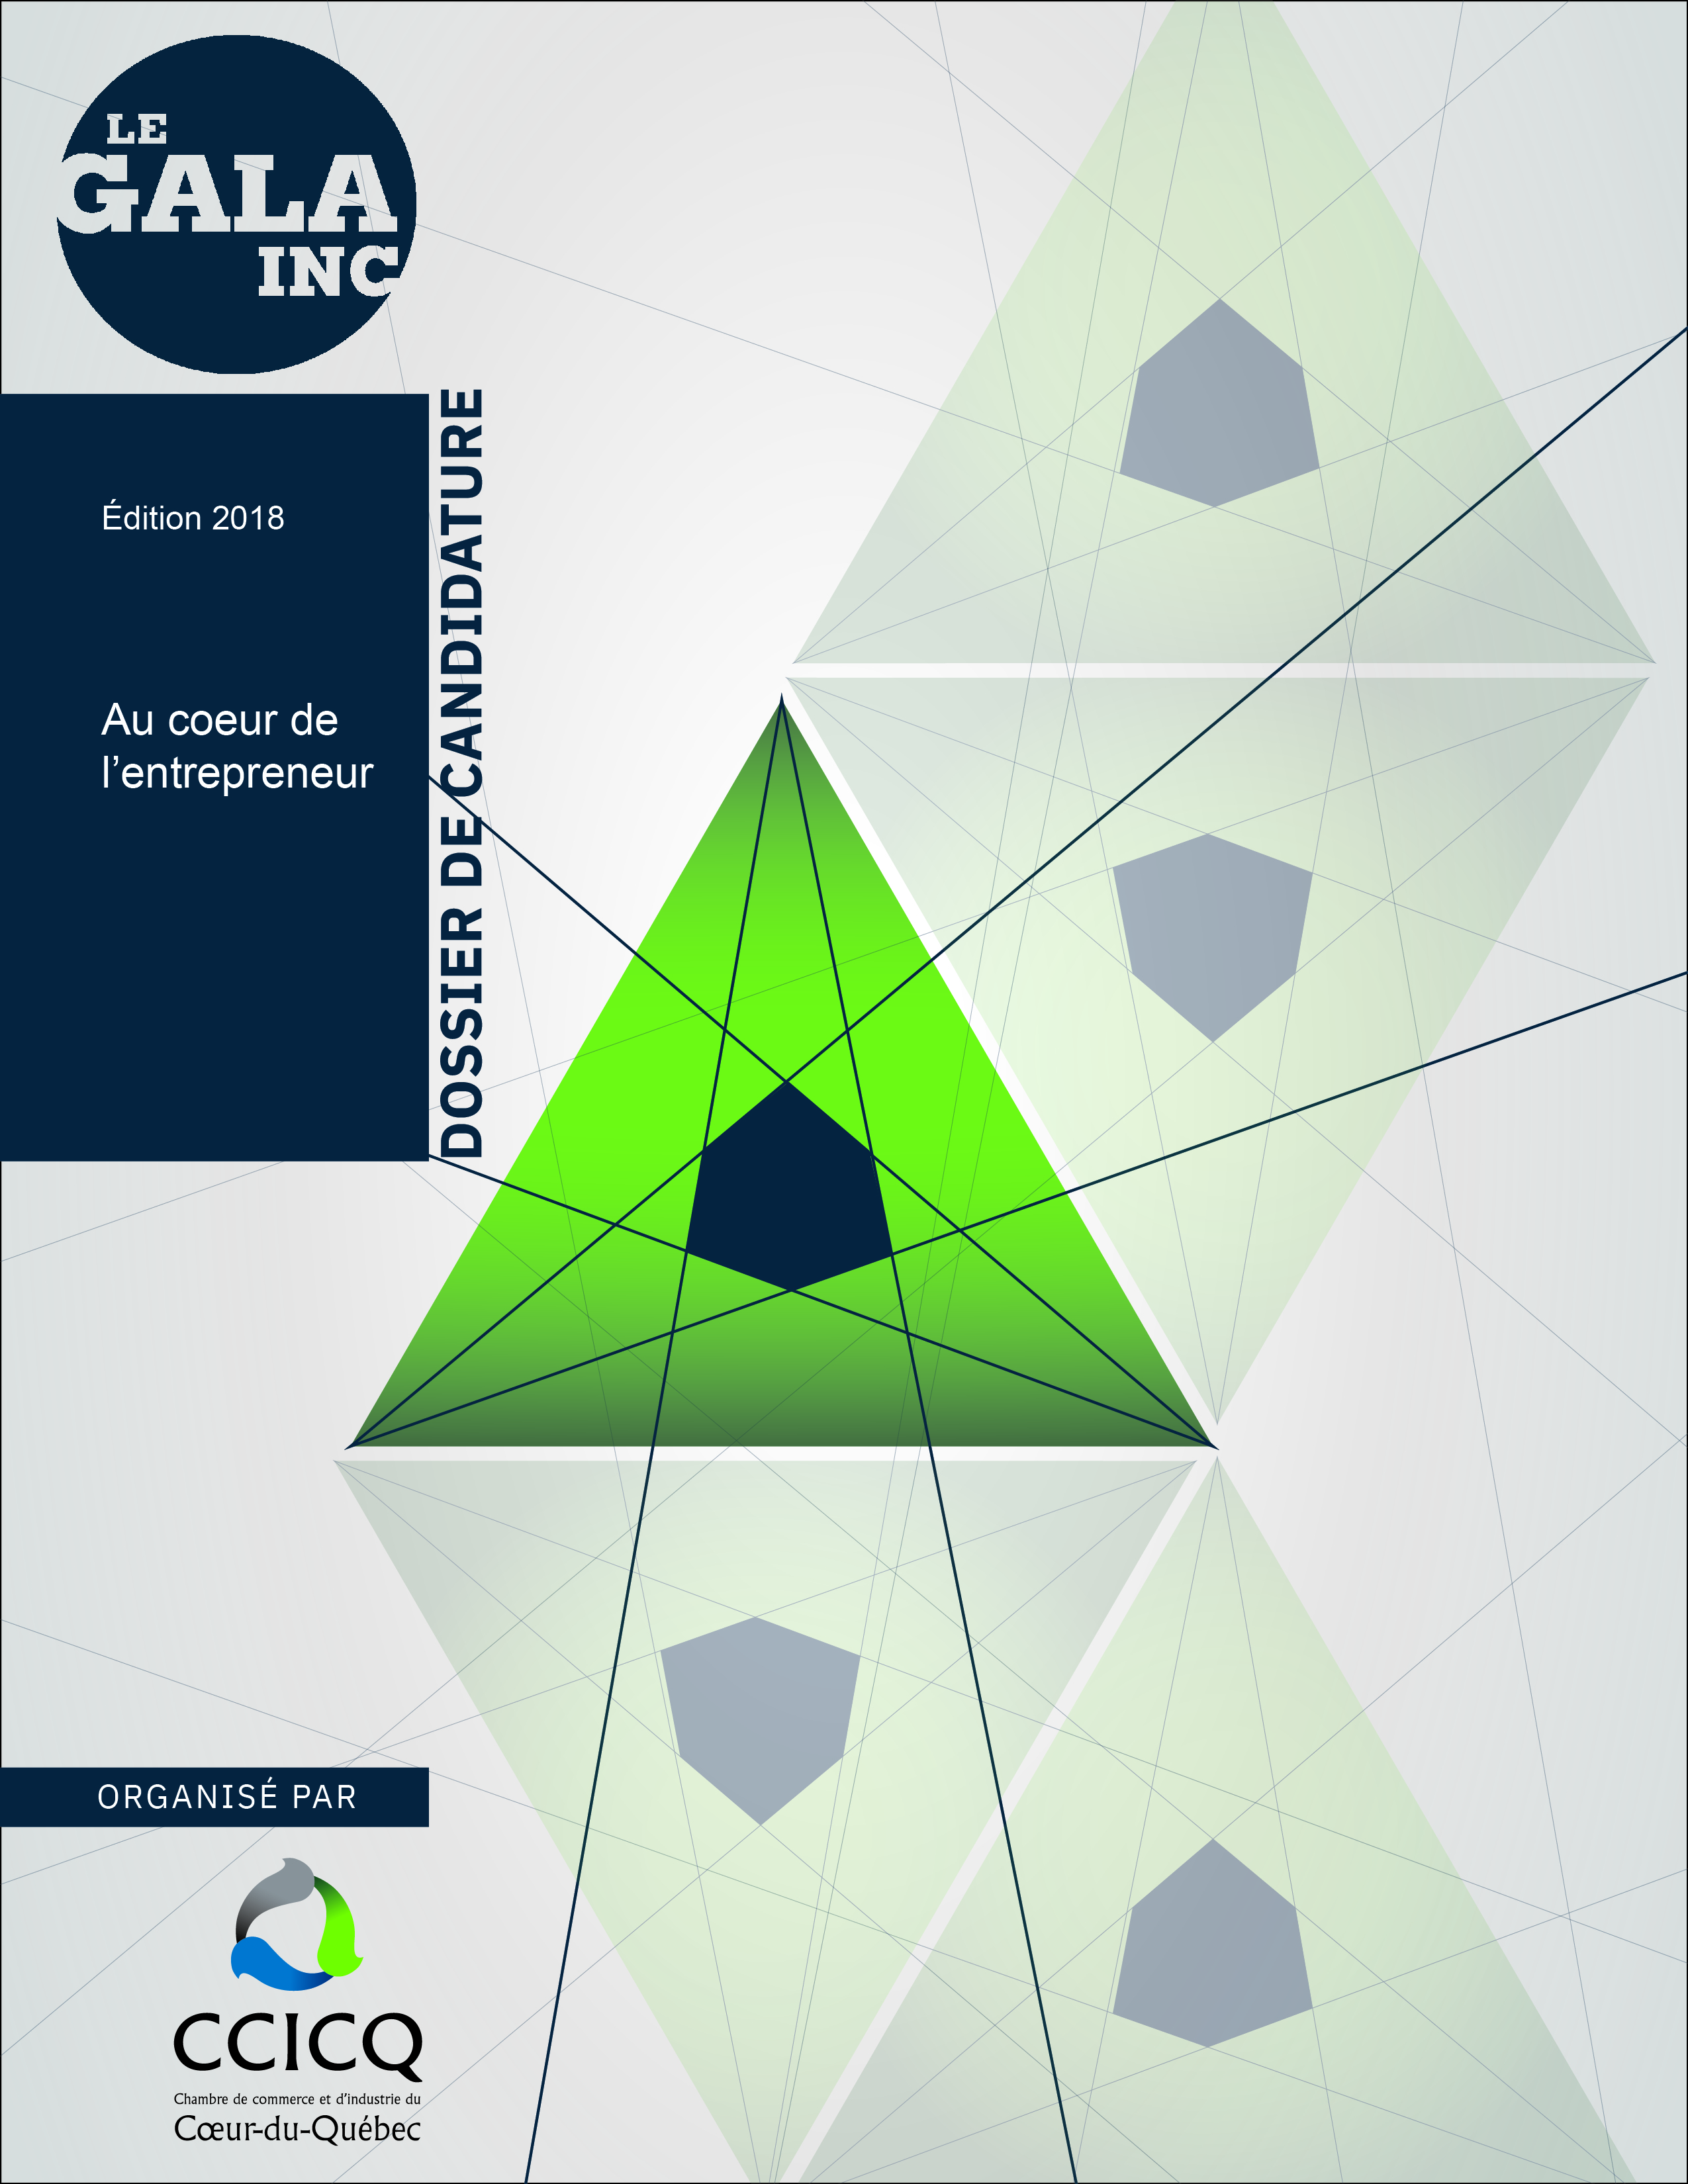 LE
GALA
INC
Édition 2018
Au coeur de
l’entrepreneur
DOSSIER DE CANDIDATURE
ORGANISÉ PAR
CCICQ
Chambre de commerce et d’industrie du
Cœur-du-Québec